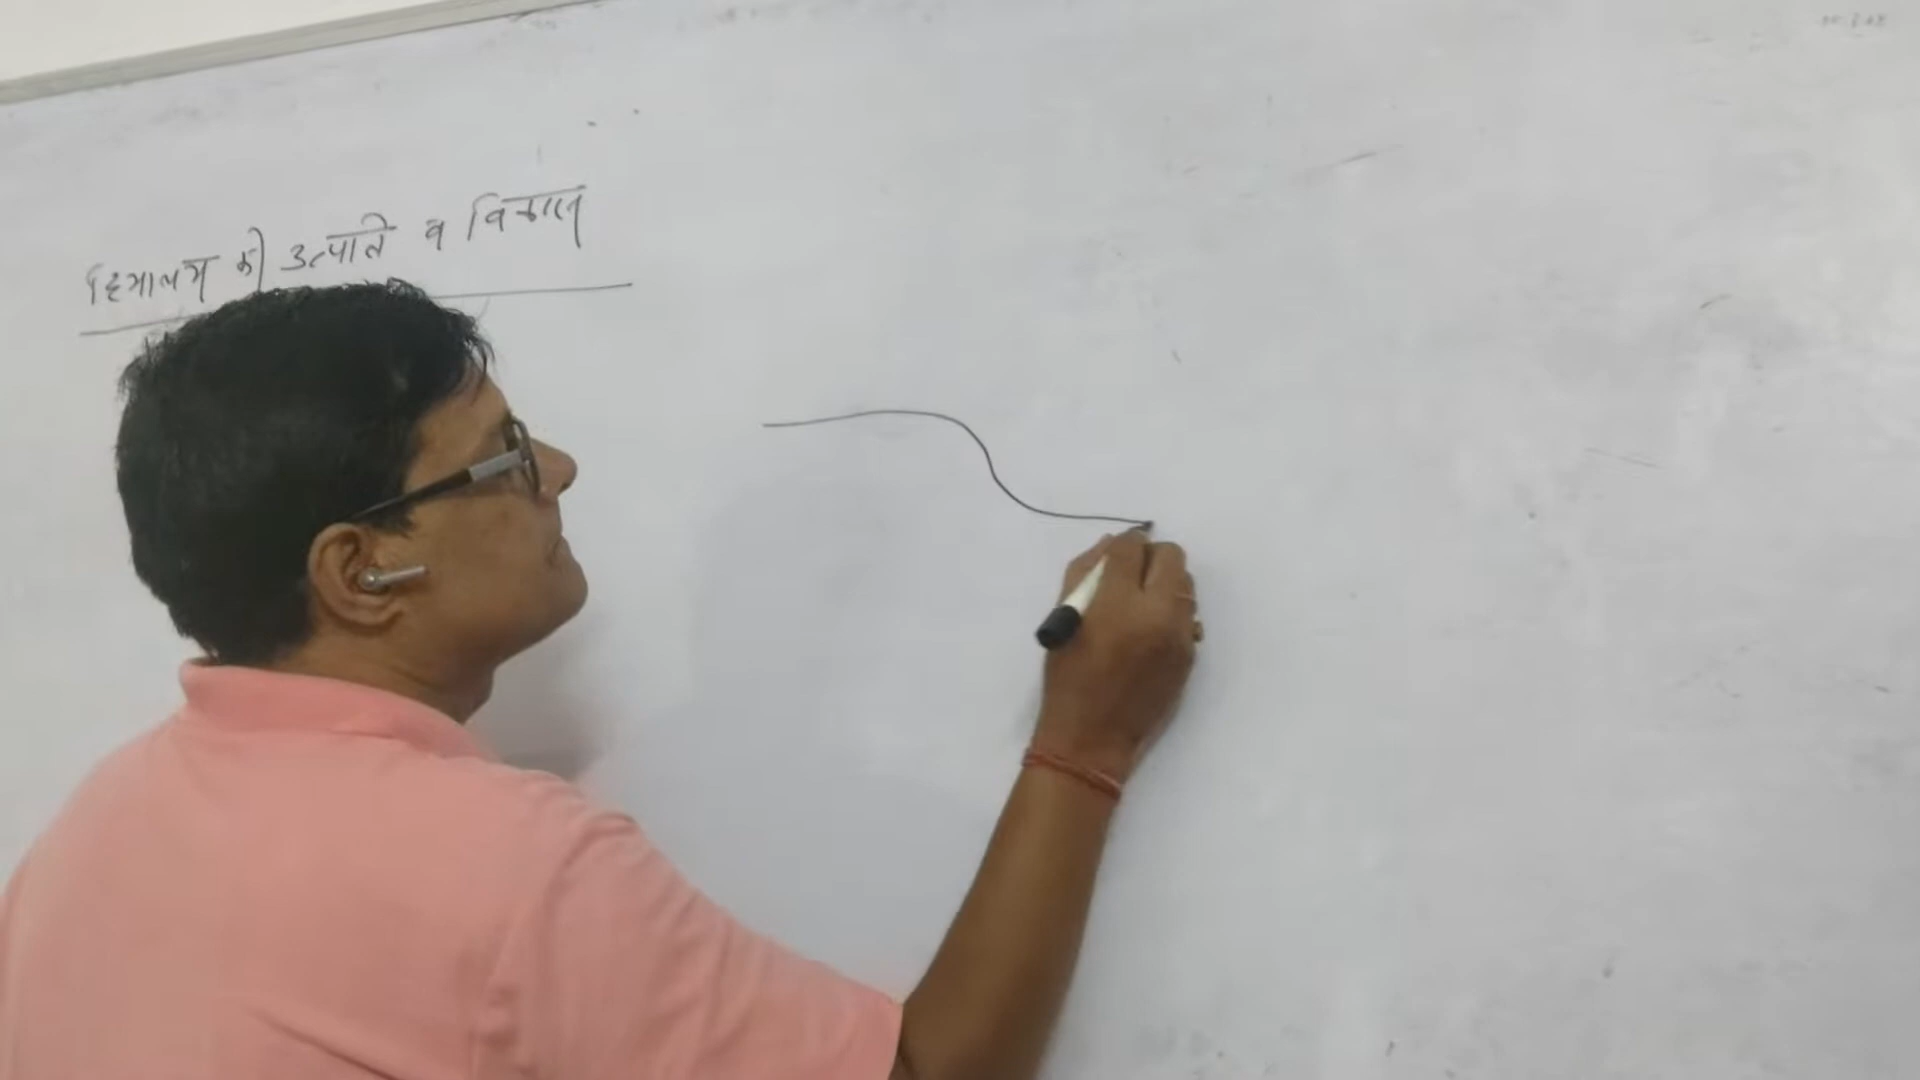 हिमालय की उत्पति व विकास